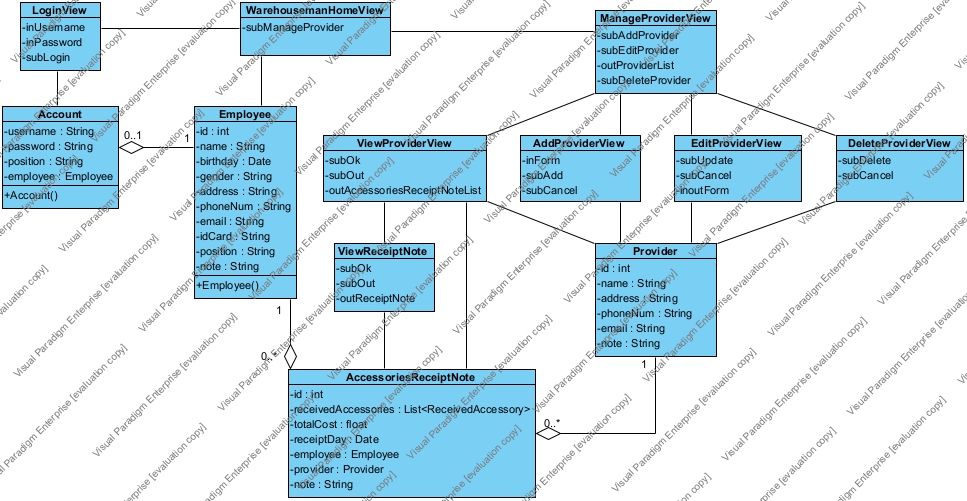 LoginView
-inUsername
-inPassword
-subLogin
WarehousemanHomeView
-subManageProvider
ManageProviderView
-subAddProvider
-subEditProvider
-outProviderList
-subDeleteProvider
Account
-username : String
-password : String
-position : String
-employee : Employee
+Account()
0..1
1
Employee
-id : int
-name : String
-birthday : Date
-gender : String
-address : String
-phoneNum : String
-email : String
-idCard : String
-position : String
-note : String
+Employee()
ViewProviderView
-subOk
-subOut
-outAccessoriesReceiptNoteList
AddProviderView
-inForm
-subAdd
-subCancel
EditProviderView
-subUpdate
-subCancel
-inoutForm
DeleteProviderView
-subDelete
-subCancel
ViewReceiptNote
-subOk
-subOut
-outReceiptNote
Provider
-id : int
-name : String
-address : String
-phoneNum : String
-email : String
-note : String
1
0..*
1
0..*
AccessoriesReceiptNote
-id : int
-receivedAccessories : List<ReceivedAccessory>
-totalCost : float
-receiptDay : Date
-employee : Employee
-provider : Provider
-note : String
Visual Paradigm Enterprise [evaluation copy]